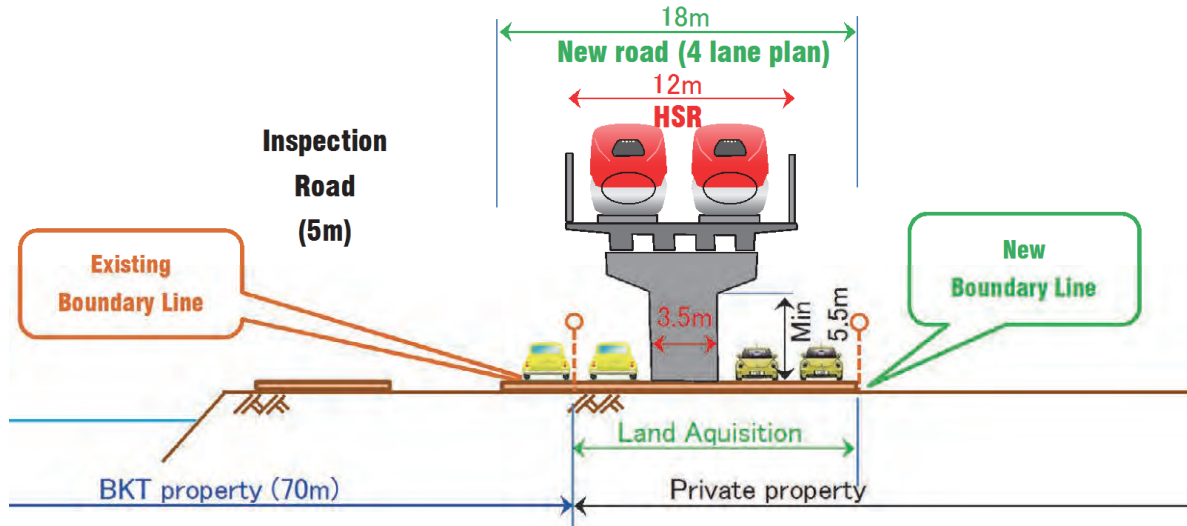 18m
New road (4 lane plan)
12m
HSR
Inspection
Road
(5m)
Existing
Boundary Line
New
Boundary Line
3.5m
Min
5.5m
Land Aquisition
BKT property (70m)
Private property